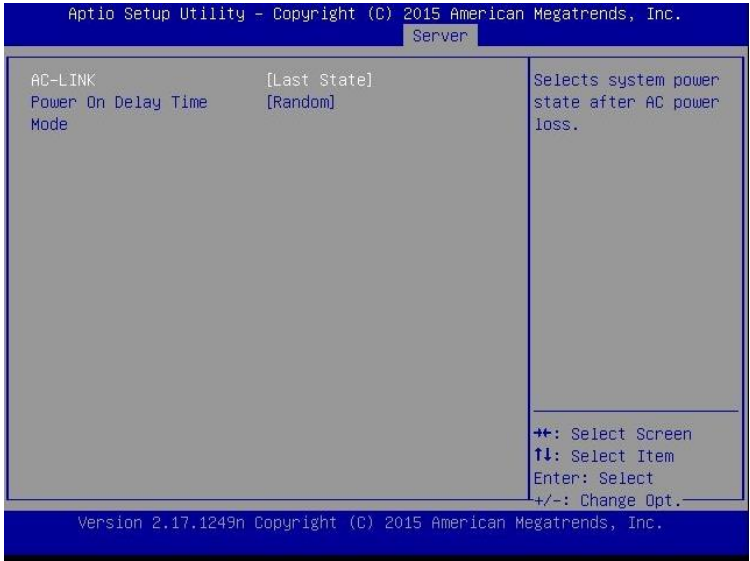 Aptio Setup Utility – Copyright (C) 2015 American Megatrends, Inc.
Server
AC-LINK [Last State]
Power On Delay Time [Random]
Mode
Selects system power
state after AC power
loss.
→←: Select Screen
↑↓: Select Item
Enter: Select
+/-: Change Opt.
Version 2.17.1249n Copyright (C) 2015 American Megatrends, Inc.